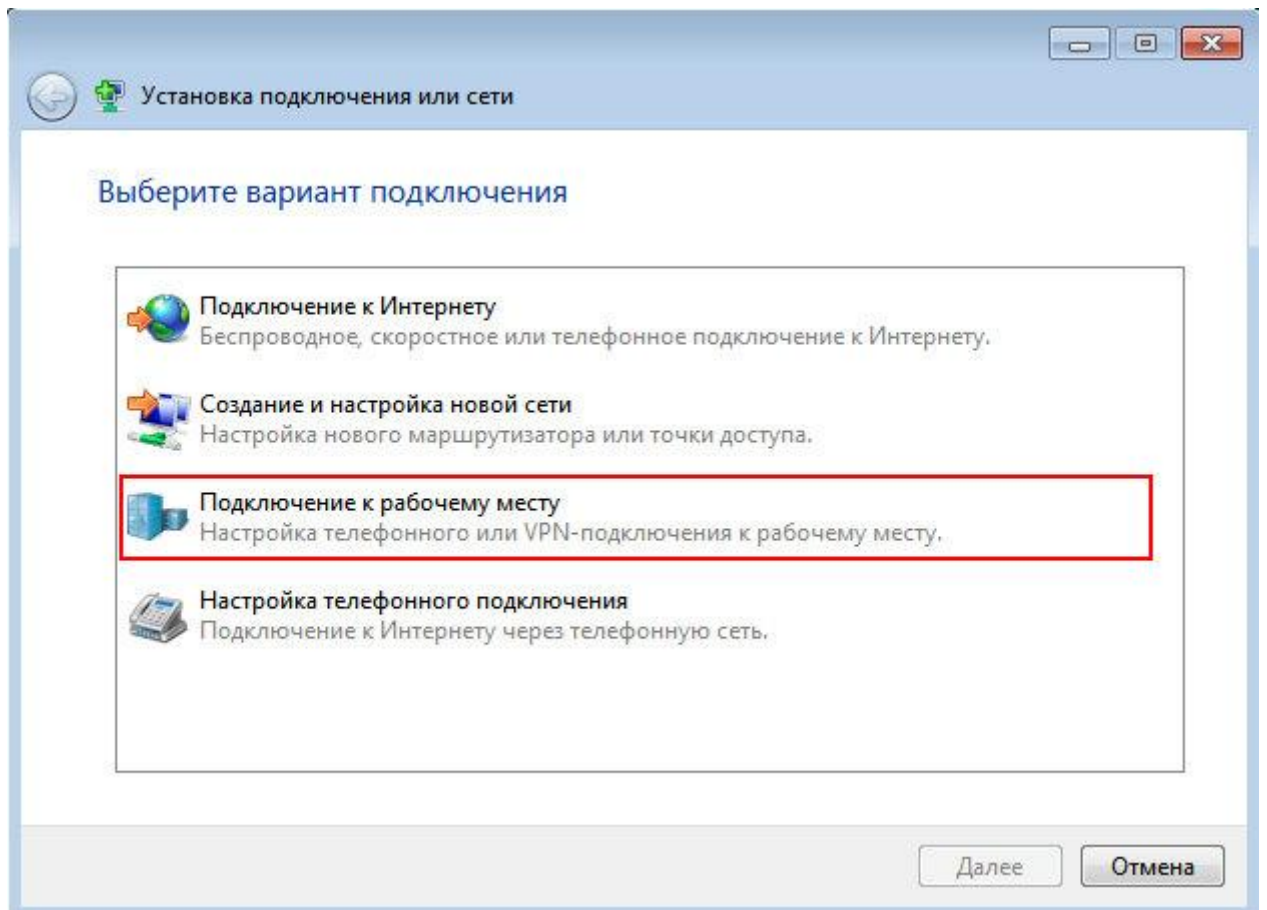 Установка подключения или сети
Выберите вариант подключения
Подключение к Интернету
Беспроводное, скоростное или телефонное подключение к Интернету.
Создание и настройка новой сети
Настройка нового маршрутизатора или точки доступа.
Подключение к рабочему месту
Настройка телефонного или VPN-подключения к рабочему месту.
Настройка телефонного подключения
Подключение к Интернету через телефонную сеть.
Далее
Отмена